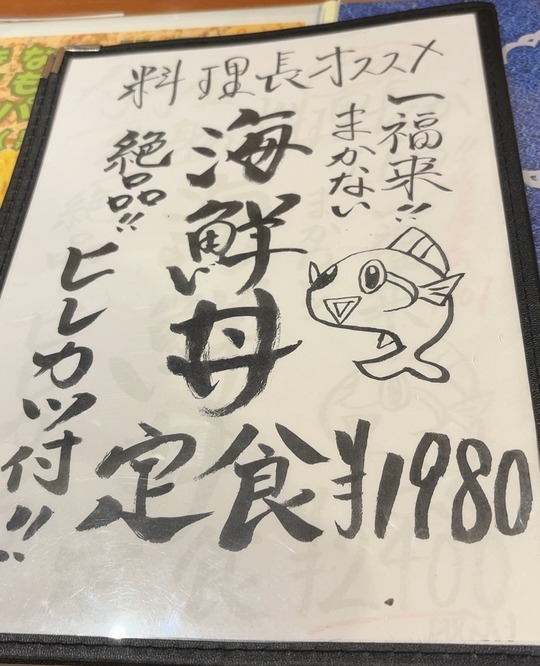 料理長オススメ
一福来!!
まかない
海鮮丼
絶品!!
ヒレカツ付!!
定食¥1980